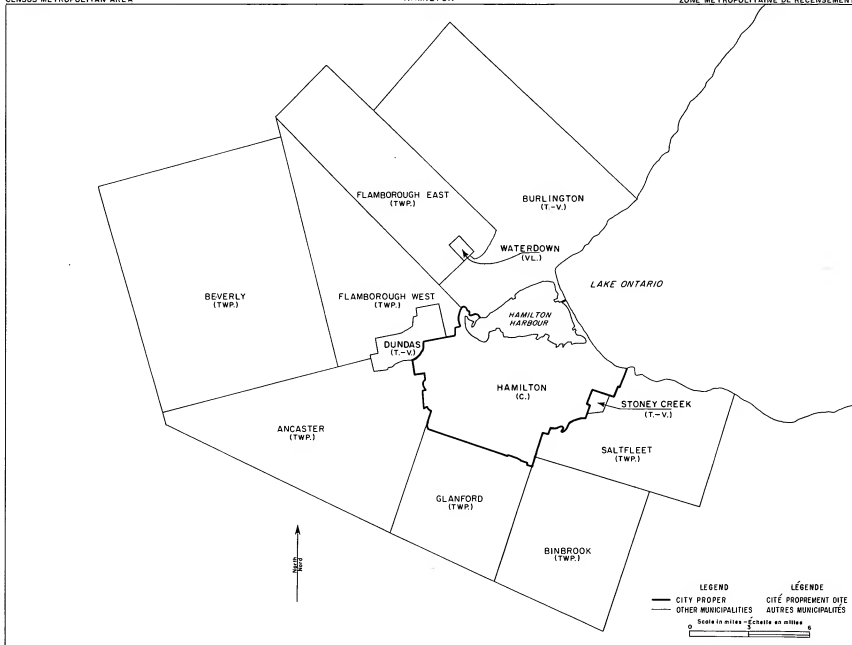 CENSUS METROPOLITAN AREA
ZONE METROPOLITAINE DE RECENSEMENT
FLAMBOROUGH EAST
(TWP.)
BURLINGTON
(T.-V.)
WATERDOWN
(VL.)
LAKE ONTARIO
BEVERLY
(TWP.)
FLAMBOROUGH WEST
(TWP.)
HAMILTON
HARBOUR
DUNDAS
(T.-V.)
HAMILTON
(C.)
STONEY CREEK
(T.-V.)
ANCASTER
(TWP.)
SALTFLEET
(TWP.)
GLANFORD
(TWP.)
BINBROOK
(TWP.)
North
Nord
LEGEND LÉGENDE
CITY PROPER CITÉ PROPREMENT DITE
OTHER MUNICIPALITIES AUTRES MUNICIPALITÉS
Scale in miles – Échelle en milles
0 3 6